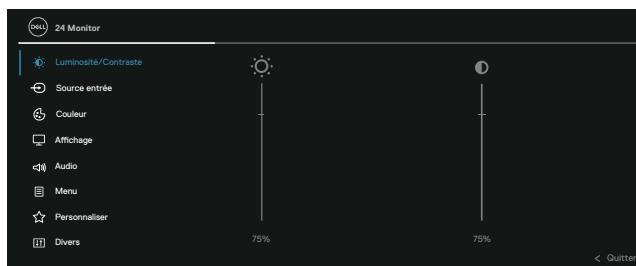 DELL
24 Monitor
Luminosité/Contraste
Source entrée
Couleur
Affichage
Audio
Menu
Personnaliser
Divers
75%
75%
< Quitter